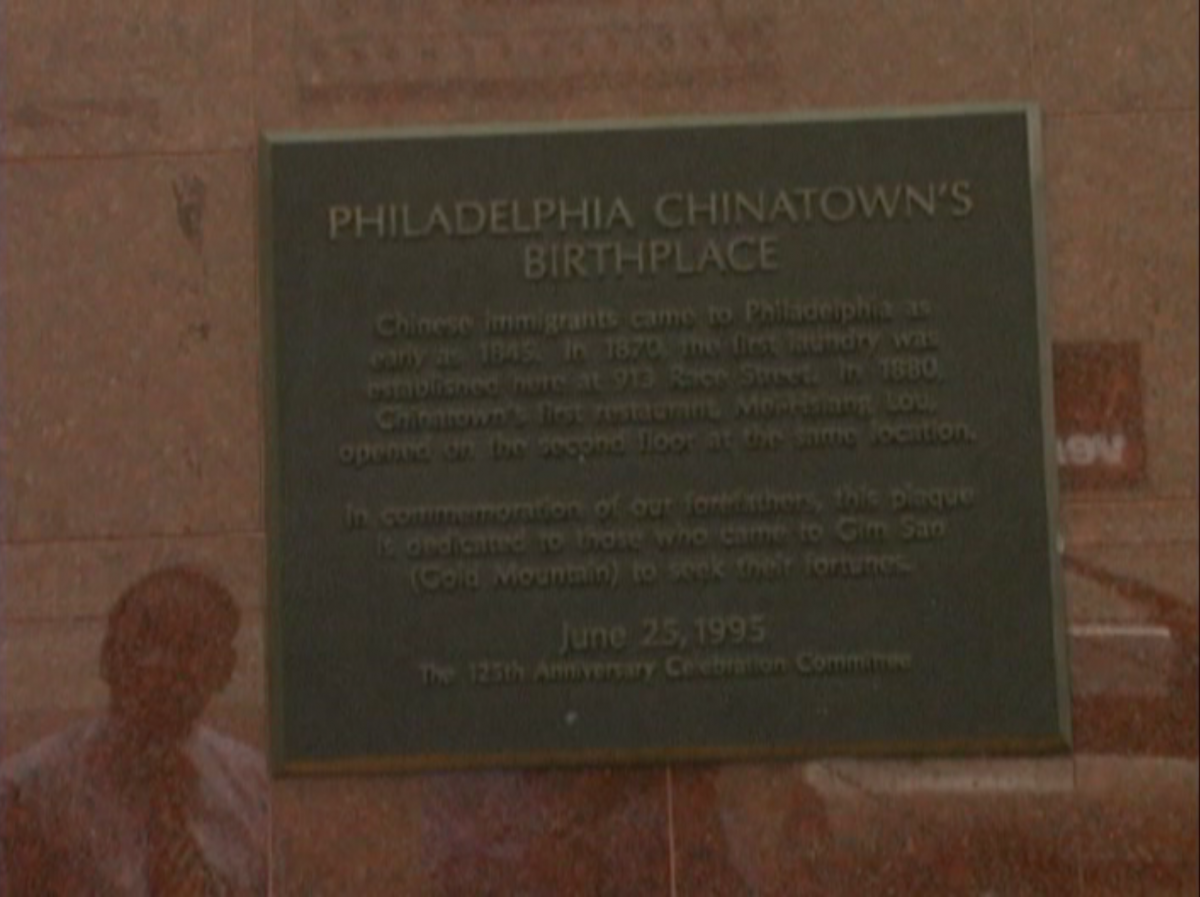 PHILADELPHIA CHINATOWN'S
BIRTHPLACE
Chinese immigrants came to Philadelphia as
early as 1845. In 1870, the first laundry was
established here at 913 Race Street. In 1880,
Chinatown's first restaurant, Lou,
opened on the second floor at the same location.
In commemoration of our forefathers, this plaque
is dedicated to those who came to Gim San
(Gold Mountain) to seek their fortunes.
June 25, 1995
The 125th Anniversary Celebration Committee